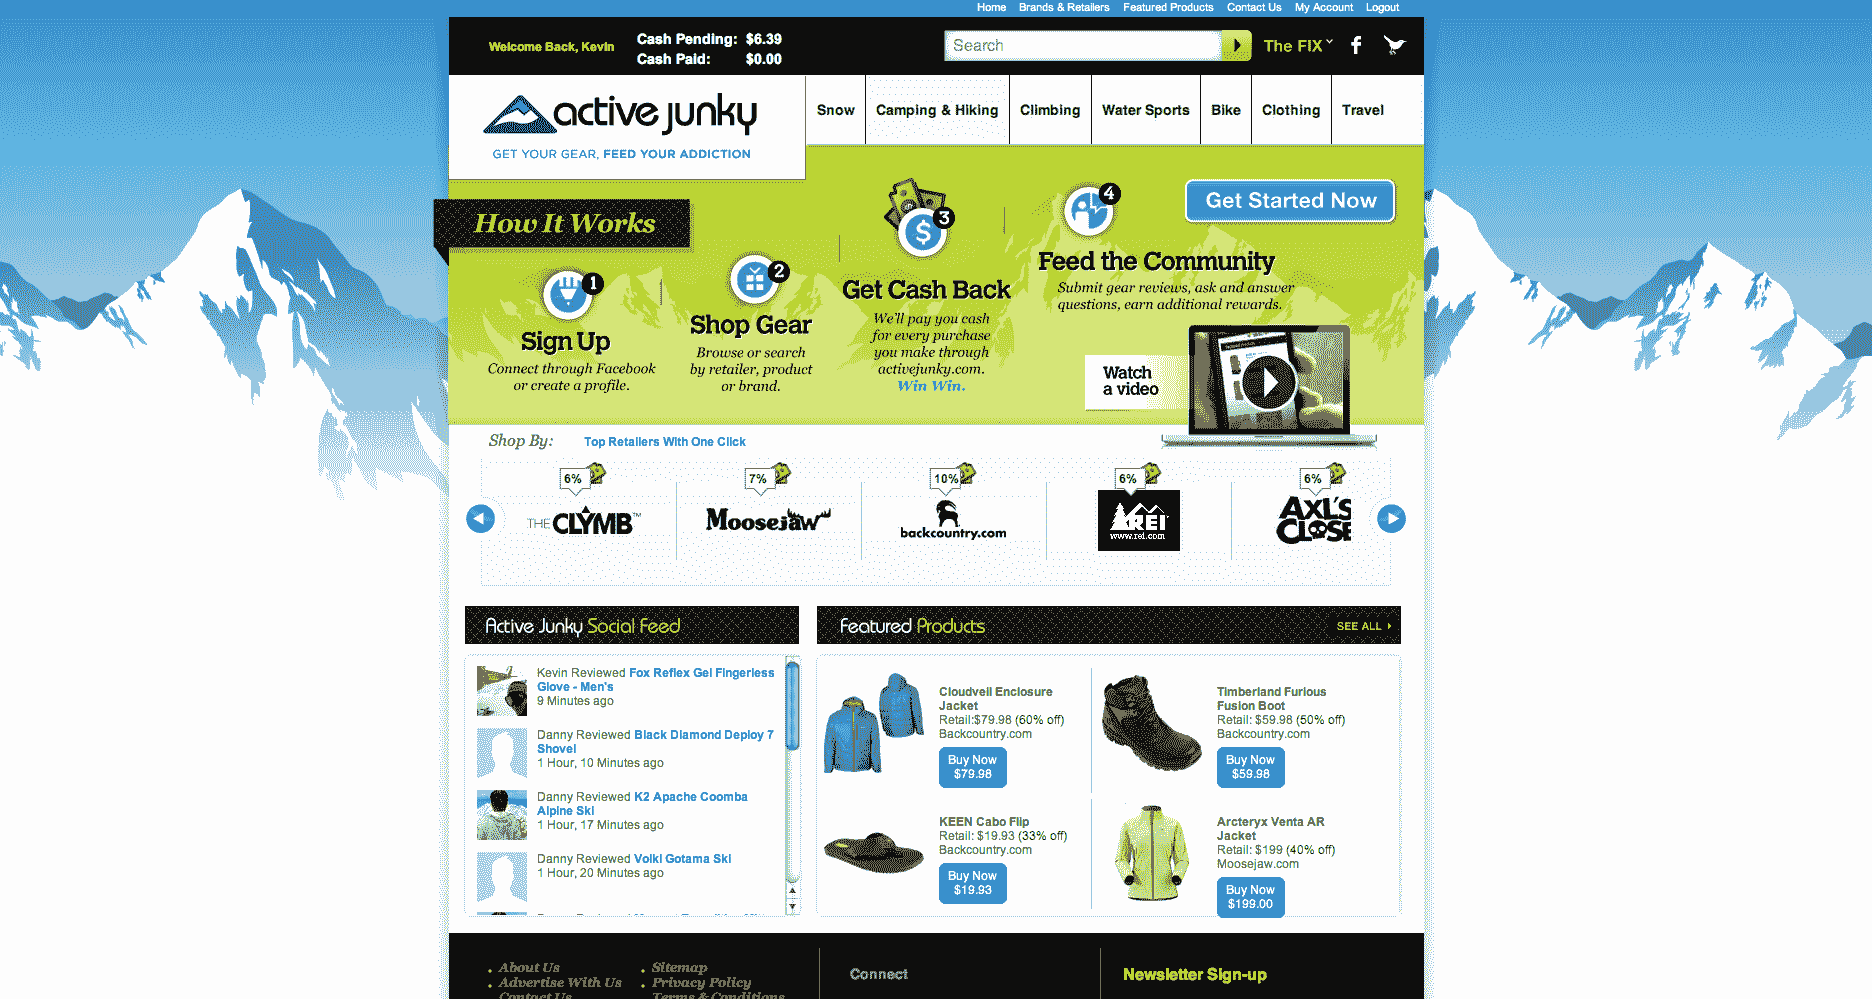 Home Brands & Retailers Featured Products Contact Us My Account Logout
Welcome Back, Kevin
Cash Pending: $6.39
Cash Paid: $0.00
Search
The FIX
active junky
GET YOUR GEAR, FEED YOUR ADDICTION
Snow Camping & Hiking Climbing Water Sports Bike Clothing Travel
How It Works
Get Started Now
1
Sign Up
Connect through Facebook
or create a profile.
2
Shop Gear
Browse or search
by retailer, product
or brand.
3
$
Get Cash Back
We'll pay you cash
for every purchase
you make through
activejunky.com.
Win Win.
4
Feed the Community
Submit gear reviews, ask and answer
questions, earn additional rewards.
Watch
a video
Shop By: Top Retailers With One Click
6% 7% 10% 6% 6%
THE CLYMB™
Moosejaw
backcountry.com
REI
www.rei.com
AXL'S
CLOSE
Active Junky Social Feed
Kevin Reviewed Fox Reflex Gel Fingerless
Glove - Men's
9 Minutes ago
Danny Reviewed Black Diamond Deploy 7
Shovel
1 Hour, 10 Minutes ago
Danny Reviewed K2 Apache Coomba
Alpine Ski
1 Hour, 17 Minutes ago
Danny Reviewed Volkl Gotama Ski
1 Hour, 20 Minutes ago
Featured Products
SEE ALL
Cloudveil Enclosure
Jacket
Retail:$79.98 (60% off)
Backcountry.com
Buy Now
$79.98
Timberland Furious
Fusion Boot
Retail: $59.98 (50% off)
Backcountry.com
Buy Now
$59.98
KEEN Cabo Flip
Retail: $19.93 (33% off)
Backcountry.com
Buy Now
$19.93
Arcteryx Venta AR
Jacket
Retail: $199 (40% off)
Moosejaw.com
Buy Now
$199.00
About Us
Advertise With Us
Contact Us
Sitemap
Privacy Policy
Terms & Conditions
Connect
Newsletter Sign-up